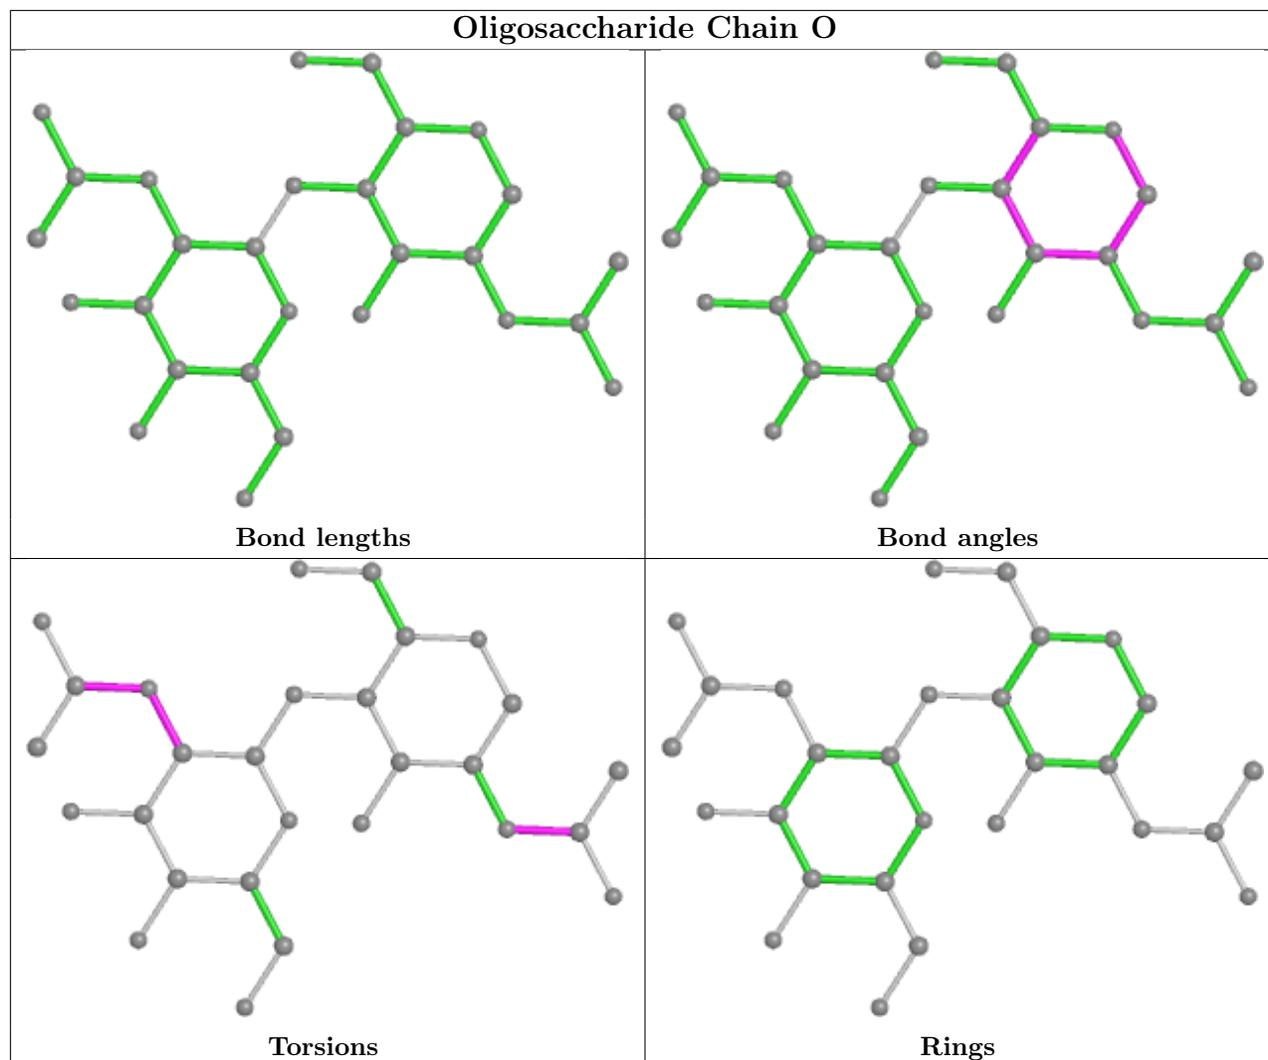 Oligosaccharide Chain O
Bond lengths
Bond angles
Torsions
Rings